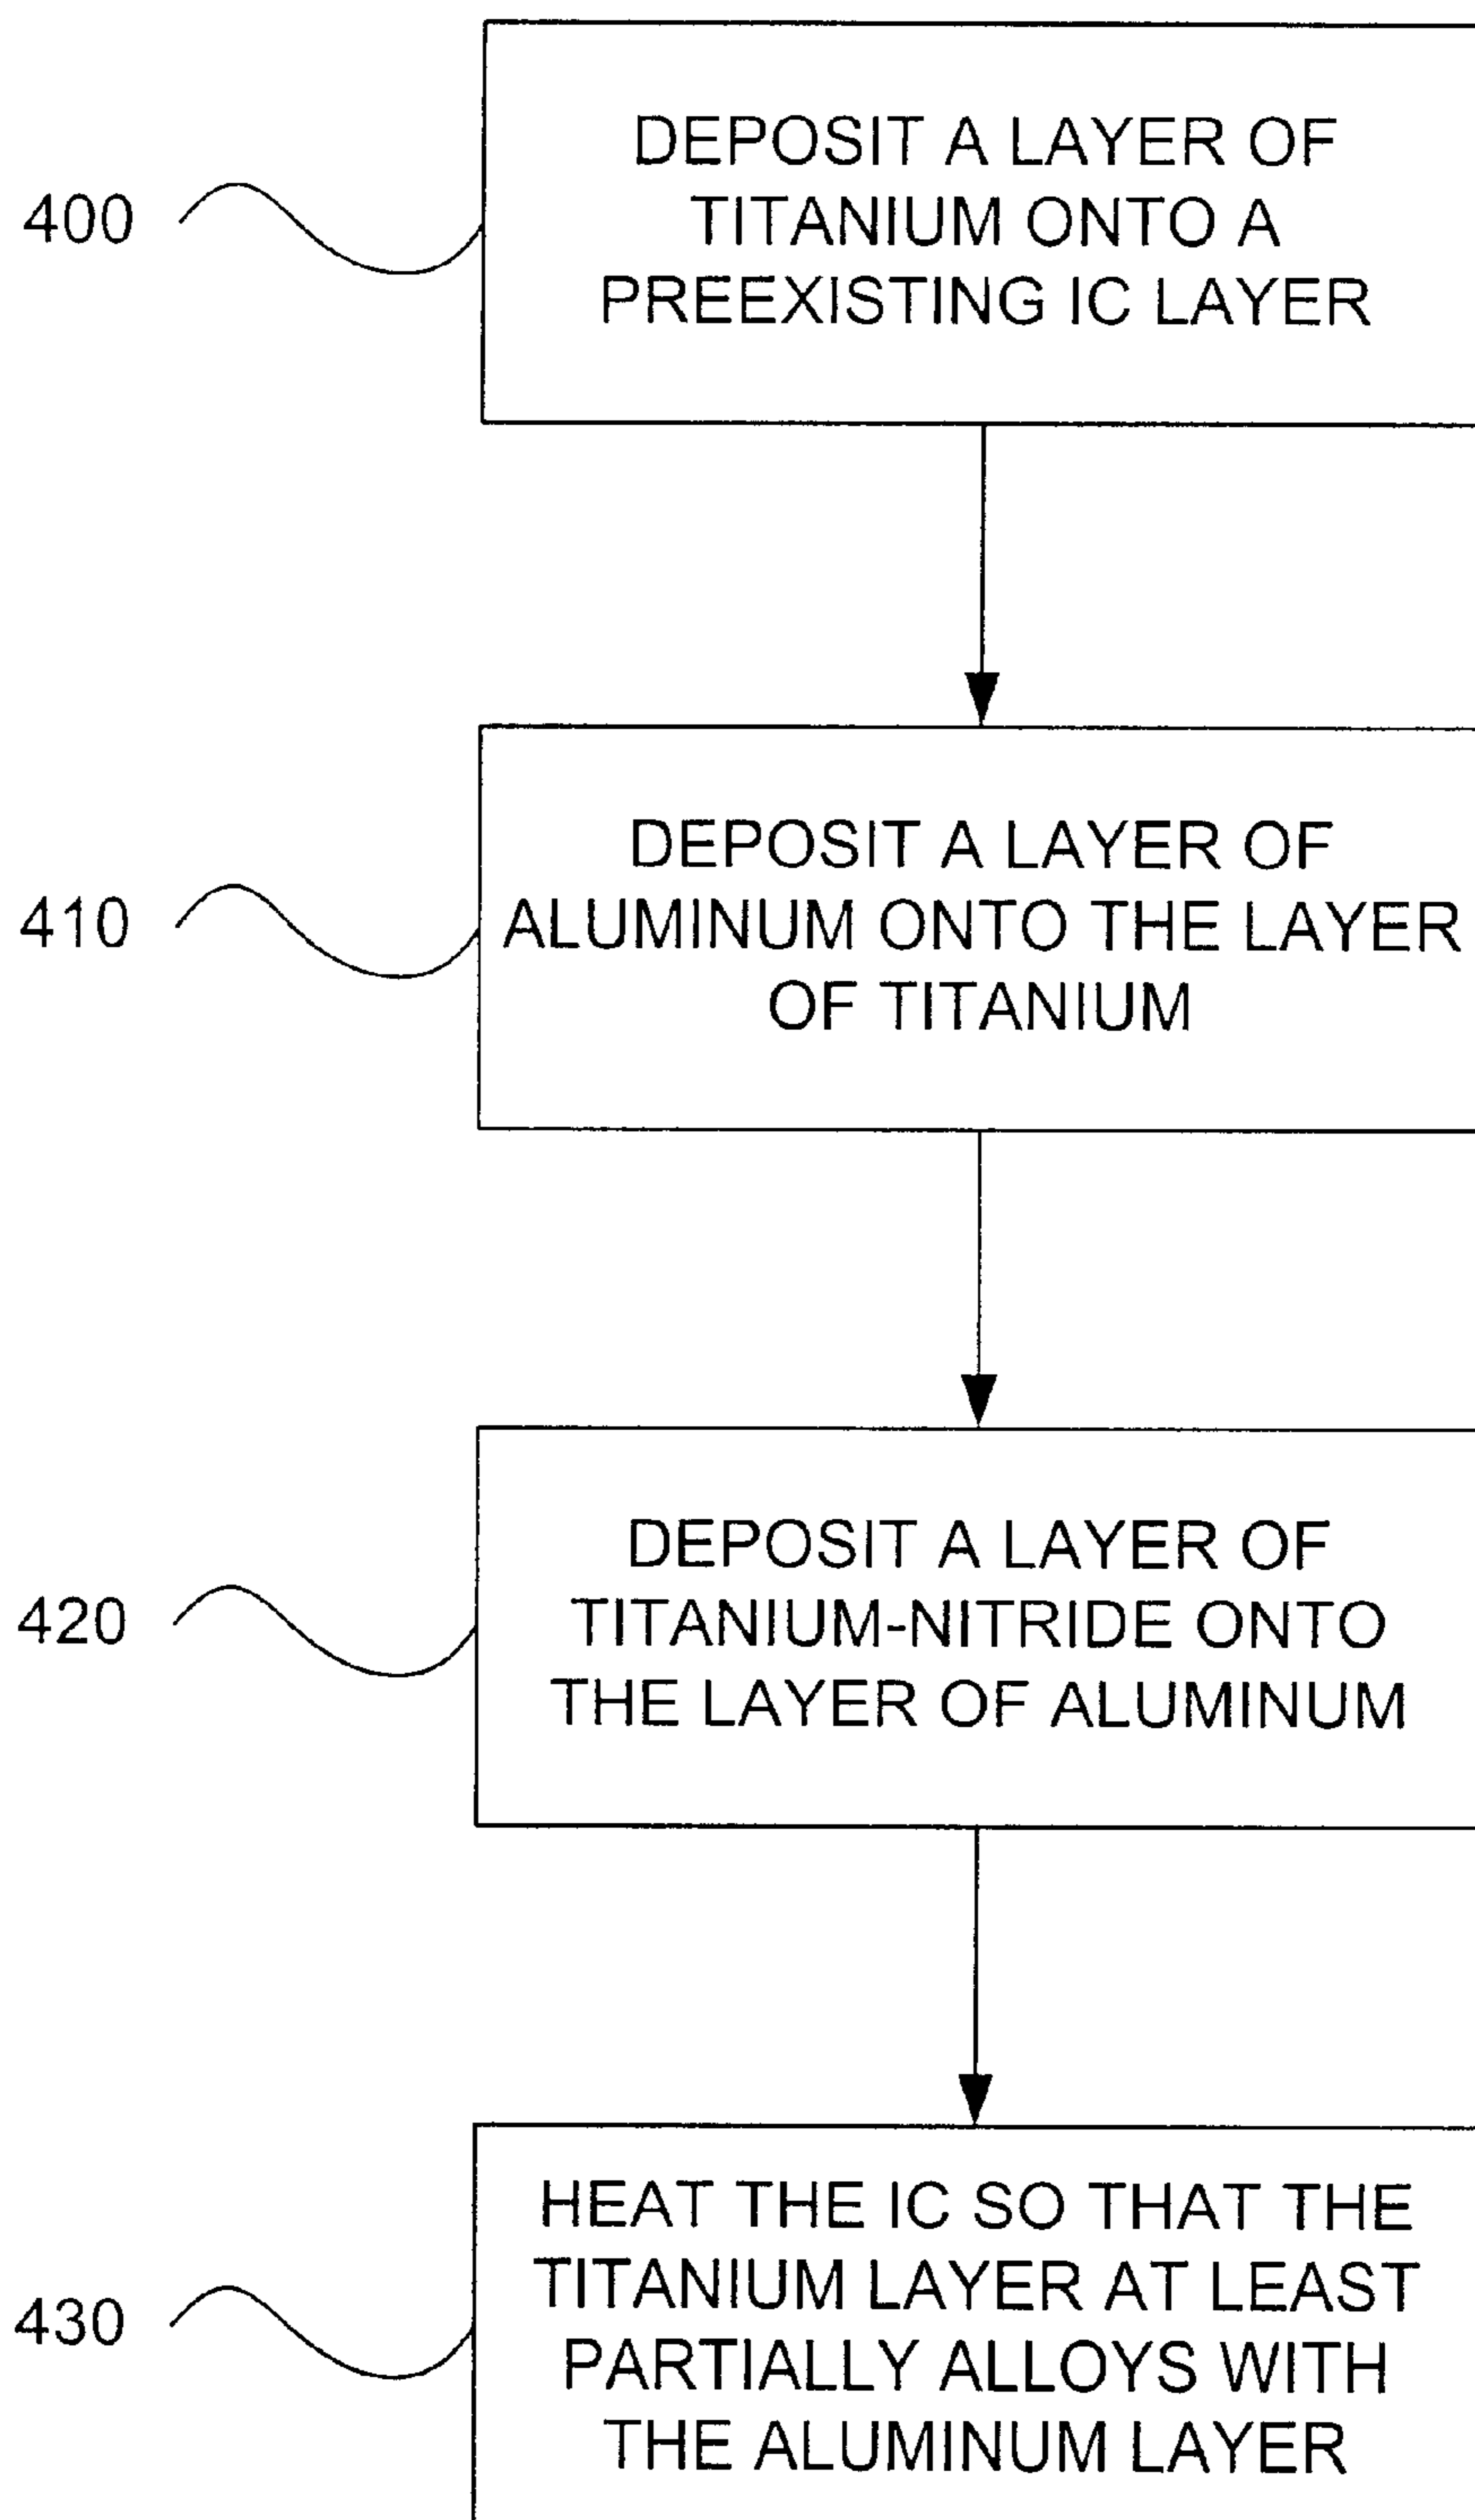 400
DEPOSIT A LAYER OF
TITANIUM ONTO A
PREEXISTING IC LAYER
410
DEPOSIT A LAYER OF
ALUMINUM ONTO THE LAYER
OF TITANIUM
420
DEPOSIT A LAYER OF
TITANIUM-NITRIDE ONTO
THE LAYER OF ALUMINUM
430
HEAT THE IC SO THAT THE
TITANIUM LAYER AT LEAST
PARTIALLY ALLOYS WITH
THE ALUMINUM LAYER